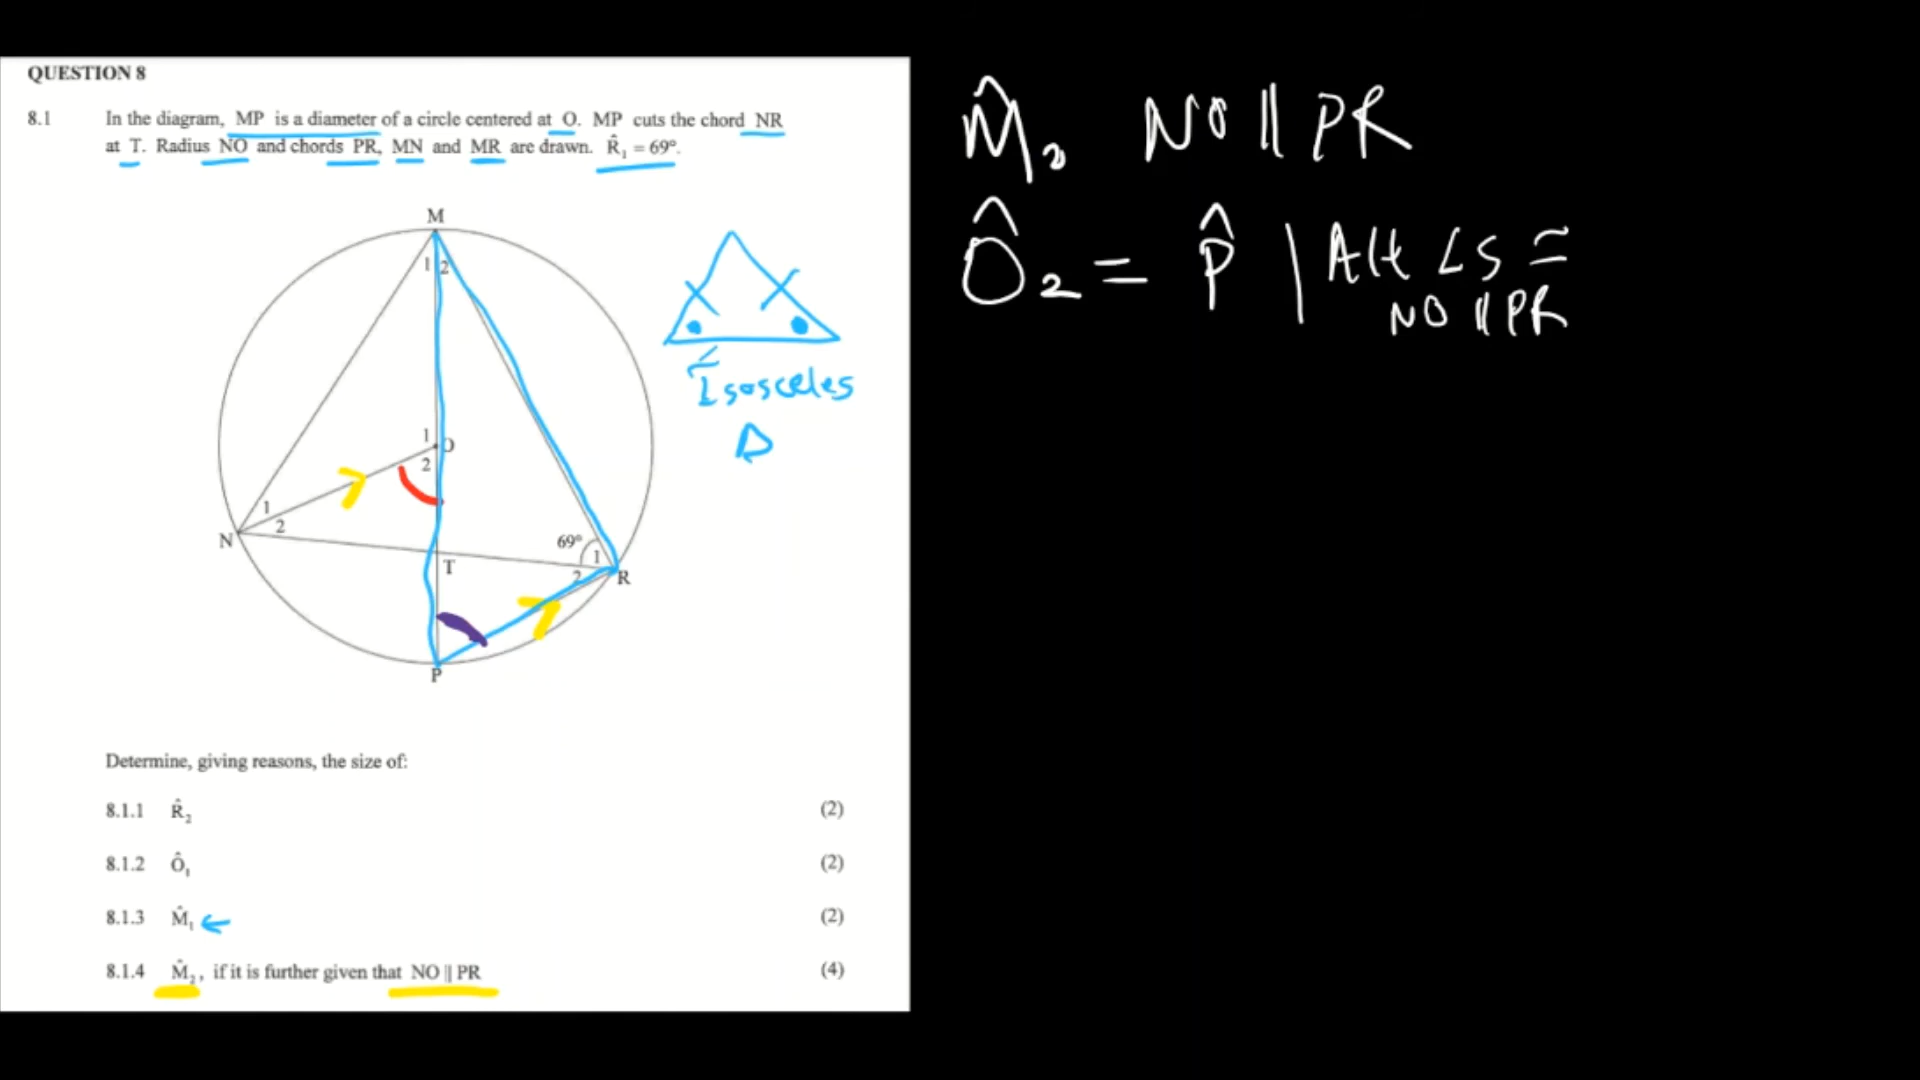 QUESTION 8
8.1 In the diagram, MP is a diameter of a circle centered at O. MP cuts the chord NR
at T. Radius NO and chords PR, MN and MR are drawn. R̂₁ = 69°.
M
1 2
1 O
2
1
2
N
69°
1
2
T
R
P
Isosceles
Δ
Determine, giving reasons, the size of:
8.1.1 R̂₂ (2)
8.1.2 Ô₁ (2)
8.1.3 M̂₁ (2)
8.1.4 M̂₂, if it is further given that NO || PR (4)
M̂₂ NO || PR
Ô₂ = P̂ | Alt ∠s =
NO || PR